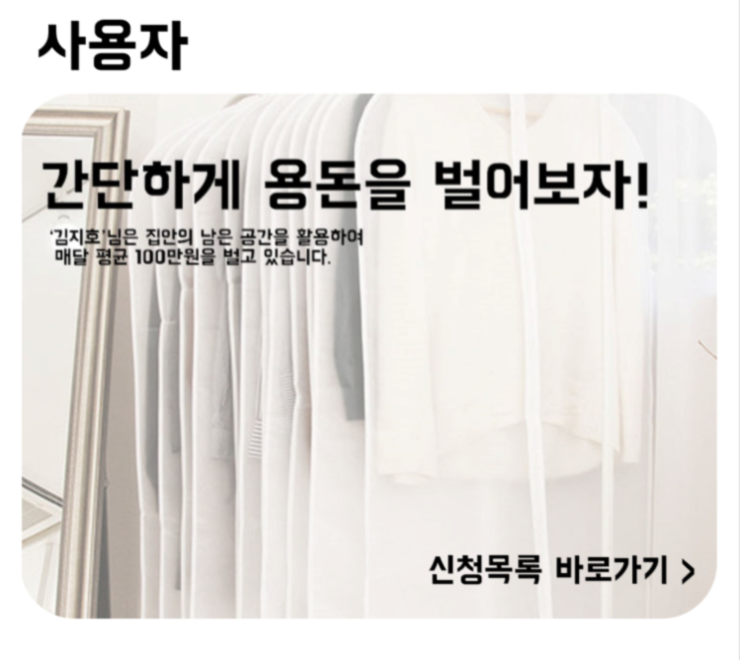 사용자
간단하게 용돈을 벌어보자!
'김지호'님은 집안의 남은 공간을 활용하여
매달 평균 100만원을 벌고 있습니다.
신청목록 바로가기 >